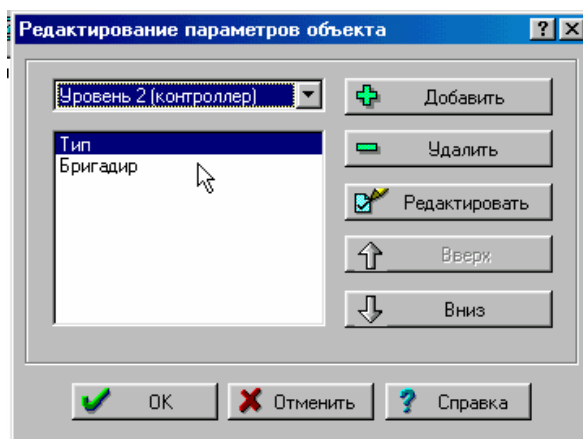 Редактирование параметров объекта
Уровень 2 (контроллер)
Тип
Бригадир
Добавить
Удалить
Редактировать
Вверх
Вниз
OK
Отменить
Справка